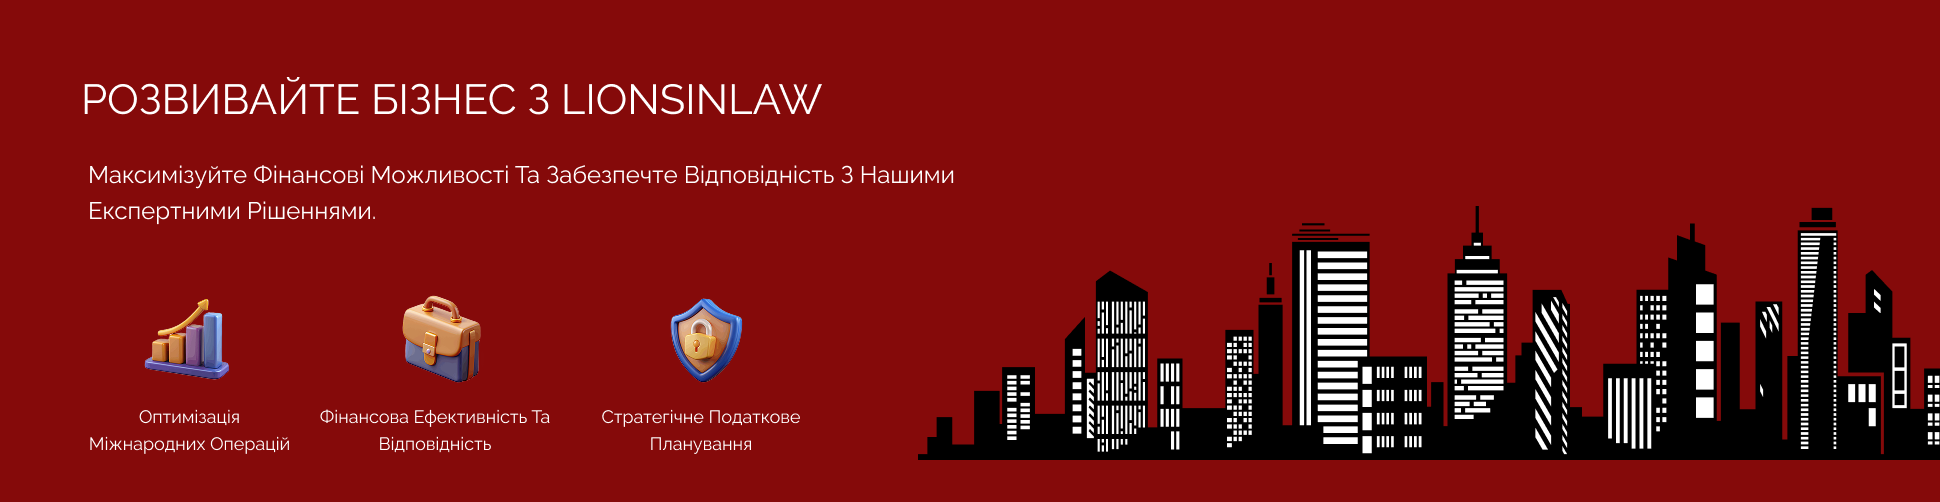 РОЗВИВАЙТЕ БІЗНЕС З LIONSINLAW
Максимізуйте Фінансові Можливості Та Забезпечте Відповідність З Нашими
Експертними Рішеннями.
Оптимізація
Міжнародних Операцій
Фінансова Ефективність Та
Відповідність
Стратегічне Податкове
Планування